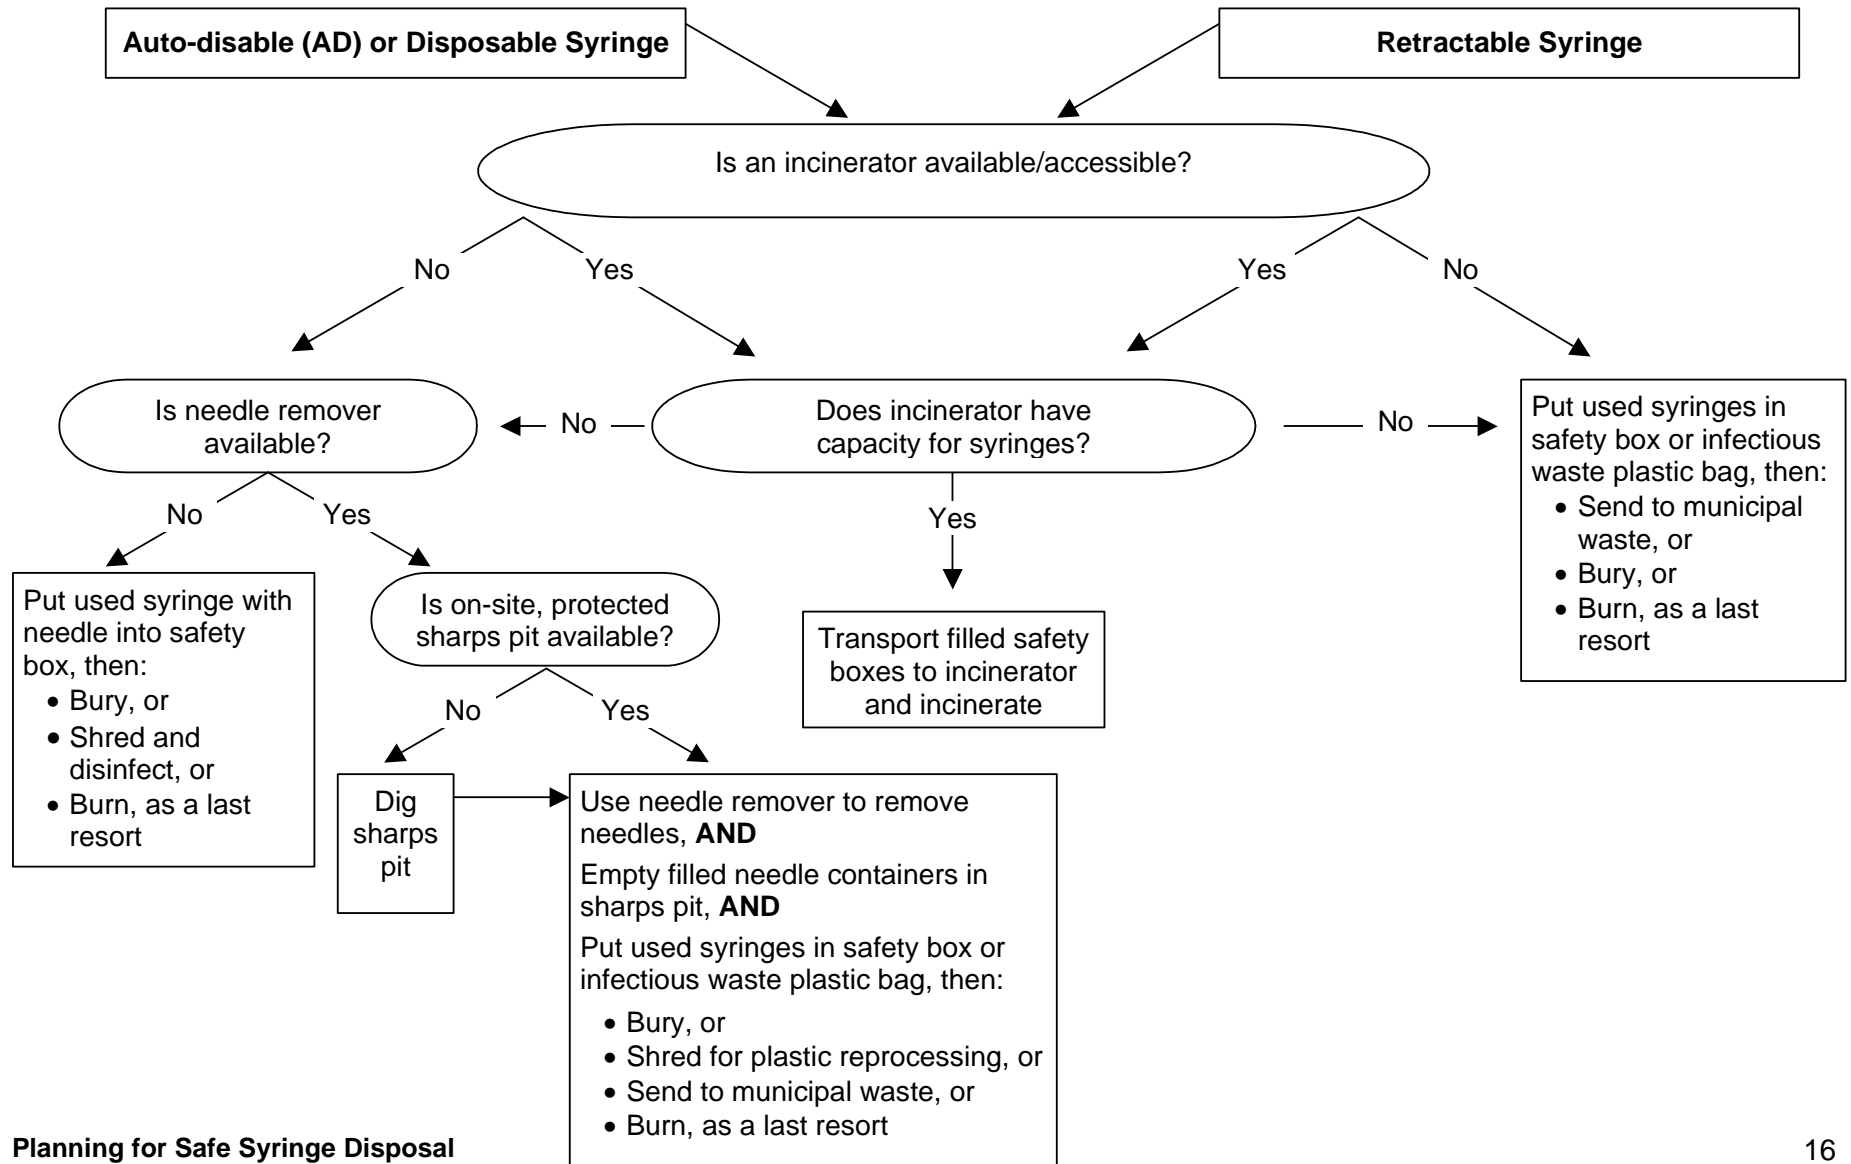 Auto-disable (AD) or Disposable Syringe
Retractable Syringe
Is an incinerator available/accessible?
No
Yes
Yes
No
Is needle remover
available?
No
Does incinerator have
capacity for syringes?
No
Put used syringes in
safety box or infectious
waste plastic bag, then:
• Send to municipal
waste, or
• Bury, or
• Burn, as a last
resort
No
Yes
Yes
Put used syringe with
needle into safety
box, then:
• Bury, or
• Shred and
disinfect, or
• Burn, as a last
resort
Is on-site, protected
sharps pit available?
Transport filled safety
boxes to incinerator
and incinerate
No
Yes
Dig
sharps
pit
Use needle remover to remove
needles, AND
Empty filled needle containers in
sharps pit, AND
Put used syringes in safety box or
infectious waste plastic bag, then:
• Bury, or
• Shred for plastic reprocessing, or
• Send to municipal waste, or
• Burn, as a last resort
Planning for Safe Syringe Disposal
16